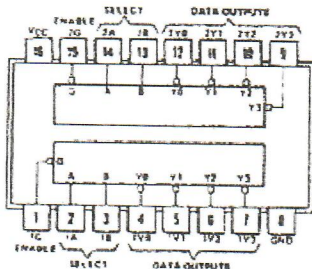 ENABLE SELECT DATA OUTPUTS
VCC 2G 2A 2B 2Y0 2Y1 2Y2 2Y3
16 15 14 13 12 11 10 9
G A B Y0 Y1 Y2
Y3
A B Y0 Y1 Y2 Y3
1 2 3 4 5 6 7 8
1G 1A 1B 1Y0 1Y1 1Y2 1Y3 GND
ENABLE SELECT DATA OUTPUTS